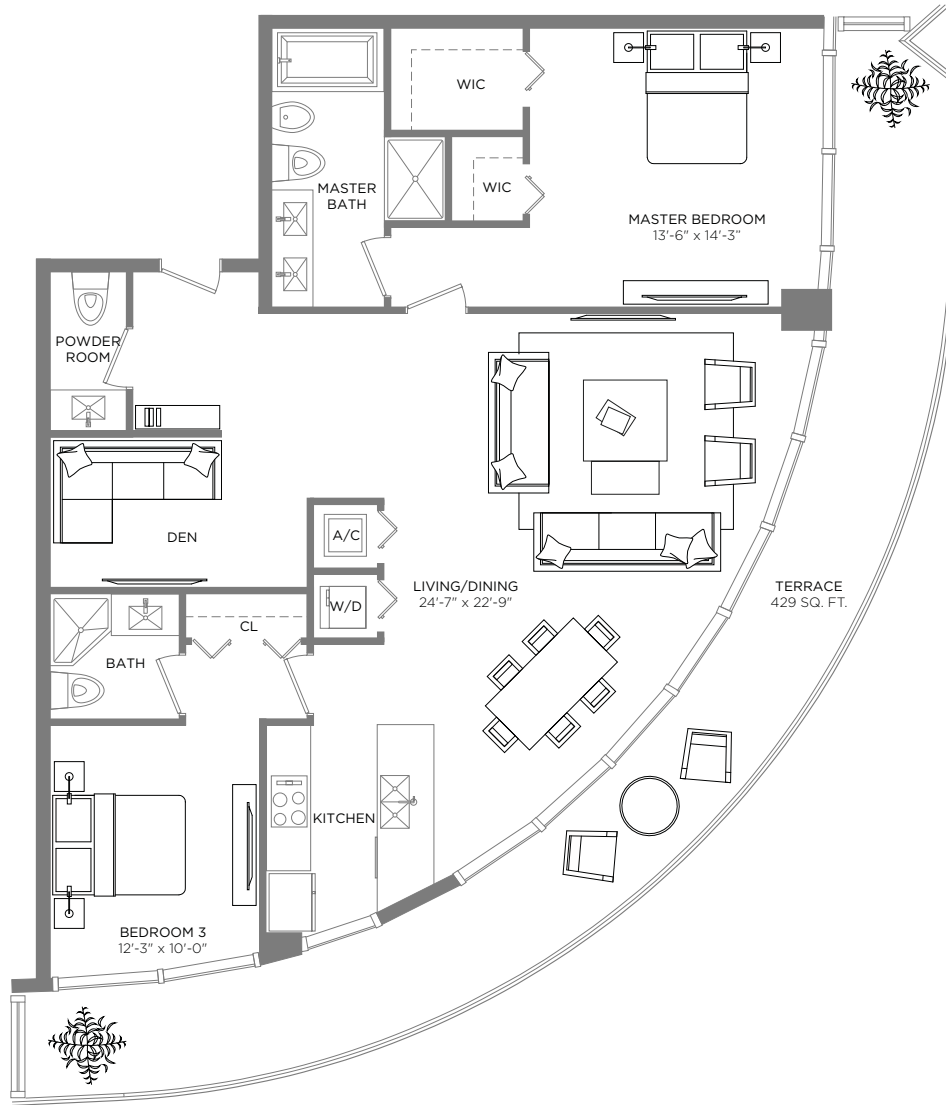 WIC
WIC
MASTER
BATH
MASTER BEDROOM
13'-6" x 14'-3"
POWDER
ROOM
DEN
A/C
W/D
LIVING/DINING
24'-7" x 22'-9"
TERRACE
429 SQ. FT.
CL
BATH
KITCHEN
BEDROOM 3
12'-3" x 10'-0"